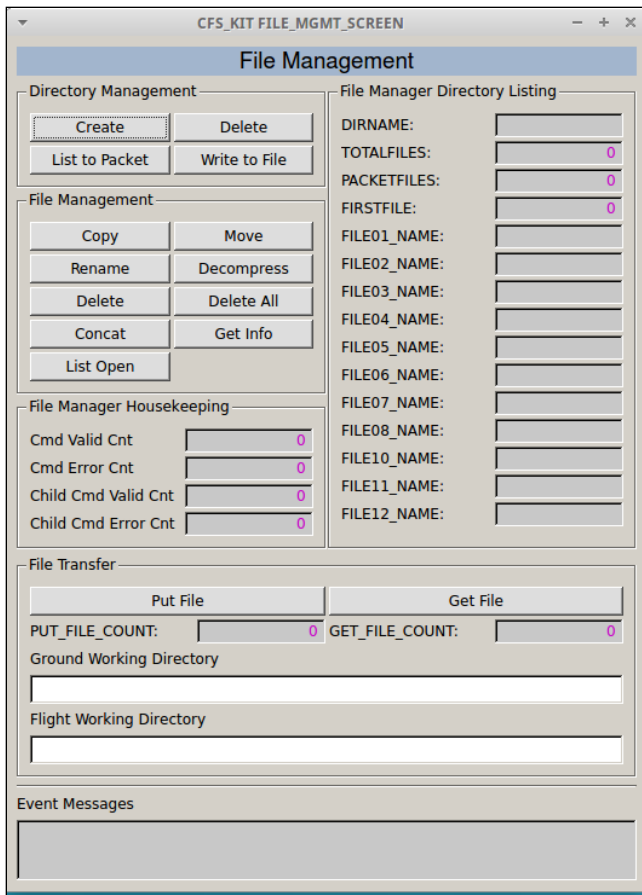 CFS_KIT FILE_MGMT_SCREEN
File Management
Directory Management
Create Delete
List to Packet Write to File
File Management
Copy Move
Rename Decompress
Delete Delete All
Concat Get Info
List Open
File Manager Housekeeping
Cmd Valid Cnt 0
Cmd Error Cnt 0
Child Cmd Valid Cnt 0
Child Cmd Error Cnt 0
File Manager Directory Listing
DIRNAME:
TOTALFILES: 0
PACKETFILES: 0
FIRSTFILE: 0
FILE01_NAME:
FILE02_NAME:
FILE03_NAME:
FILE04_NAME:
FILE05_NAME:
FILE06_NAME:
FILE07_NAME:
FILE08_NAME:
FILE10_NAME:
FILE11_NAME:
FILE12_NAME:
File Transfer
Put File Get File
PUT_FILE_COUNT: 0 GET_FILE_COUNT: 0
Ground Working Directory
Flight Working Directory
Event Messages